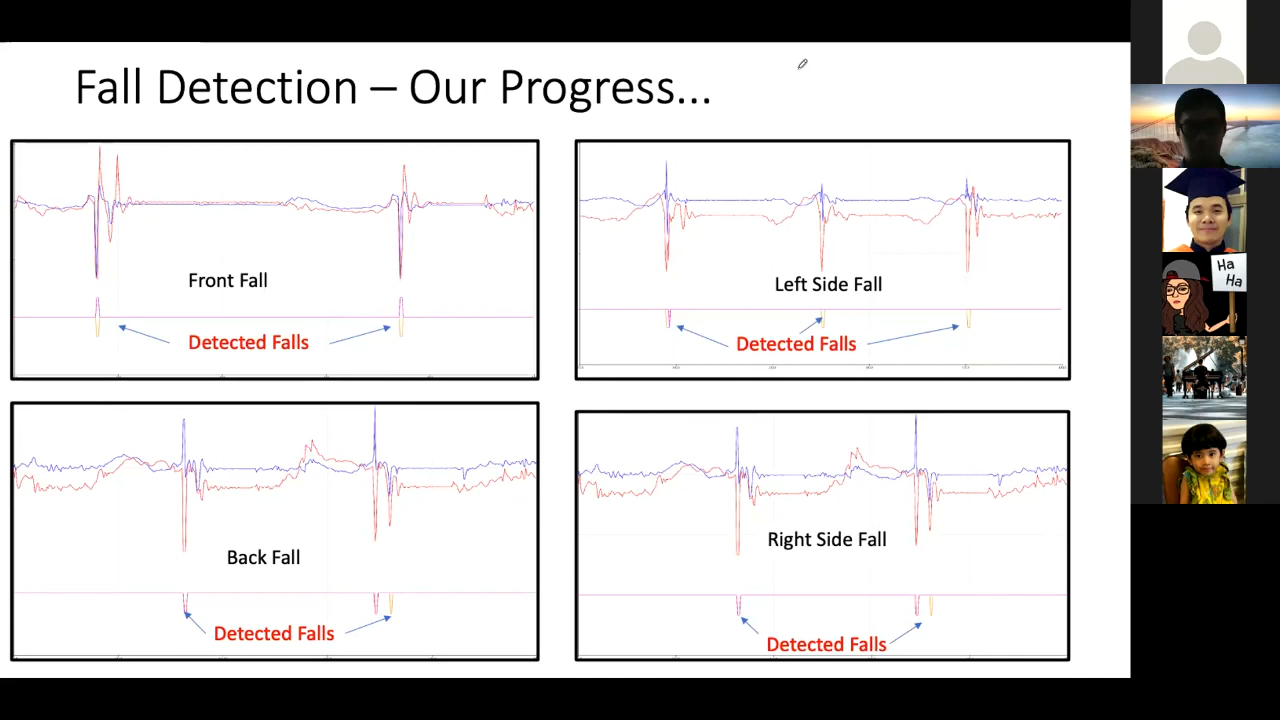 Fall Detection – Our Progress...
Front Fall
Detected Falls
Left Side Fall
Detected Falls
Back Fall
Detected Falls
Right Side Fall
Detected Falls
Ha
Ha